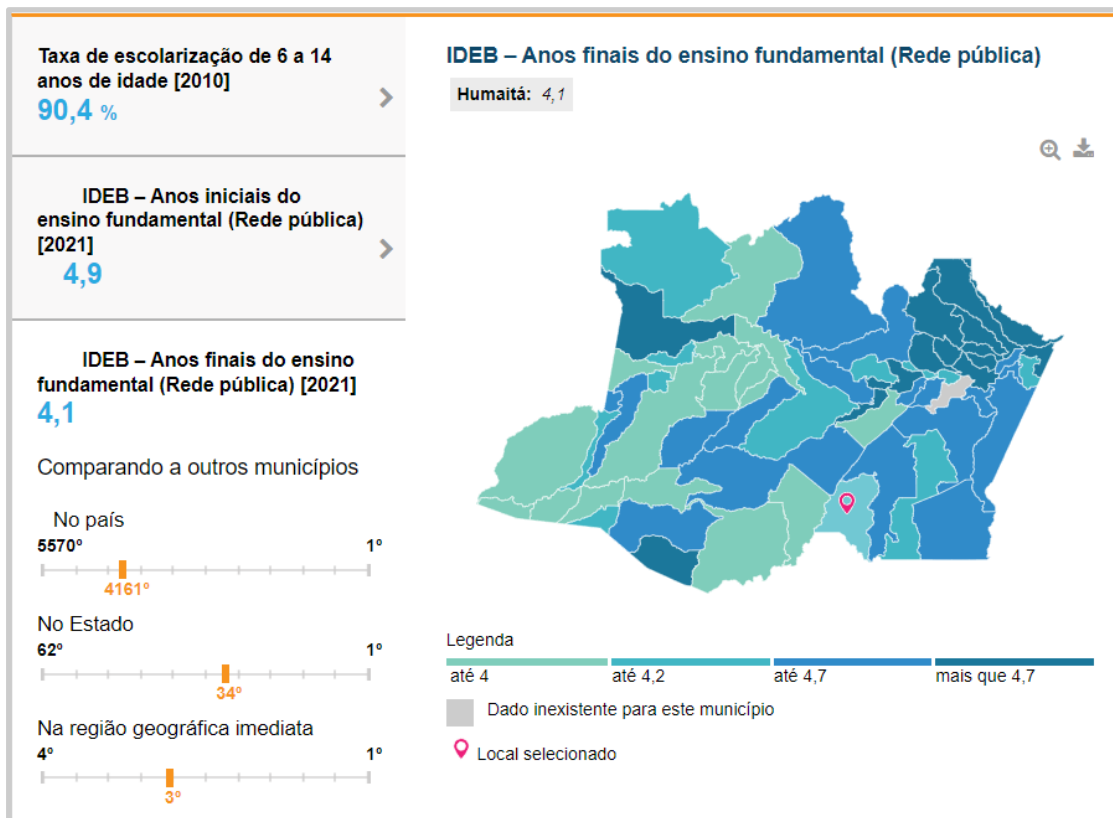 Taxa de escolarização de 6 a 14
anos de idade [2010]
90,4 %
IDEB – Anos iniciais do
ensino fundamental (Rede pública)
[2021]
4,9
IDEB – Anos finais do ensino
fundamental (Rede pública) [2021]
4,1
Comparando a outros municípios
No país
5570º 1º
4161º
No Estado
62º 1º
34º
Na região geográfica imediata
4º 1º
3º
IDEB – Anos finais do ensino fundamental (Rede pública)
Humaitá: 4,1
Legenda
até 4 até 4,2 até 4,7 mais que 4,7
Dado inexistente para este município
Local selecionado